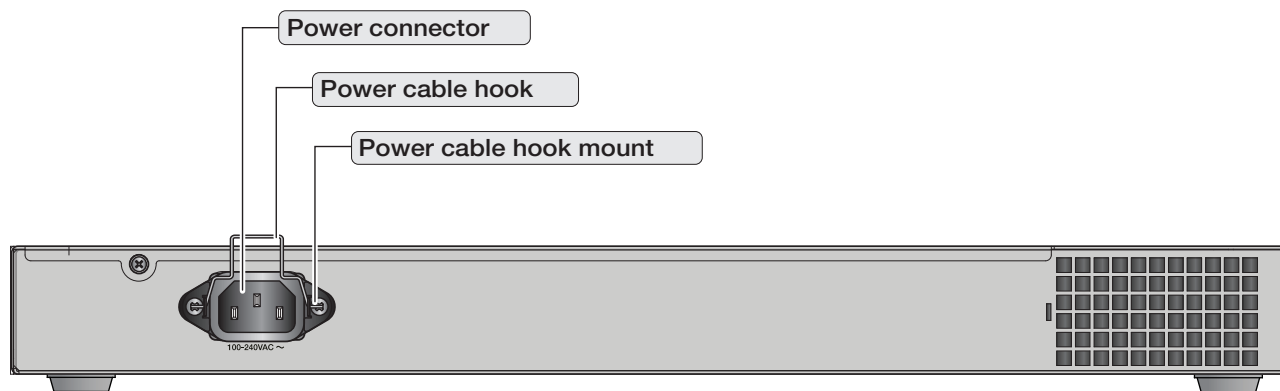 Power connector
Power cable hook
Power cable hook mount
100-240VAC ～